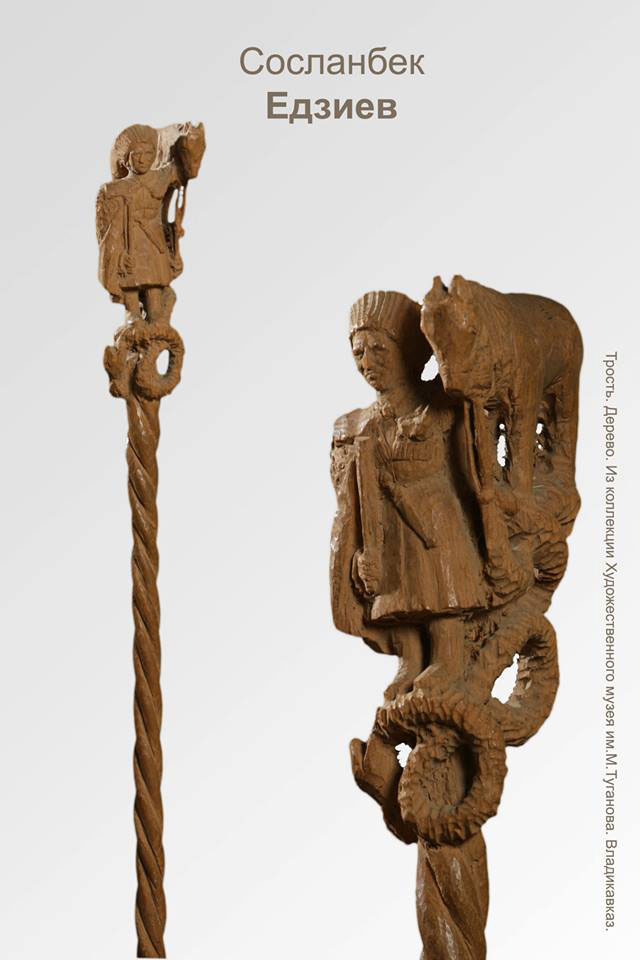 Сосланбек
Едзиев
Трость. Дерево. Из коллекции Художественного музея им.М.Туганова. Владикавказ.